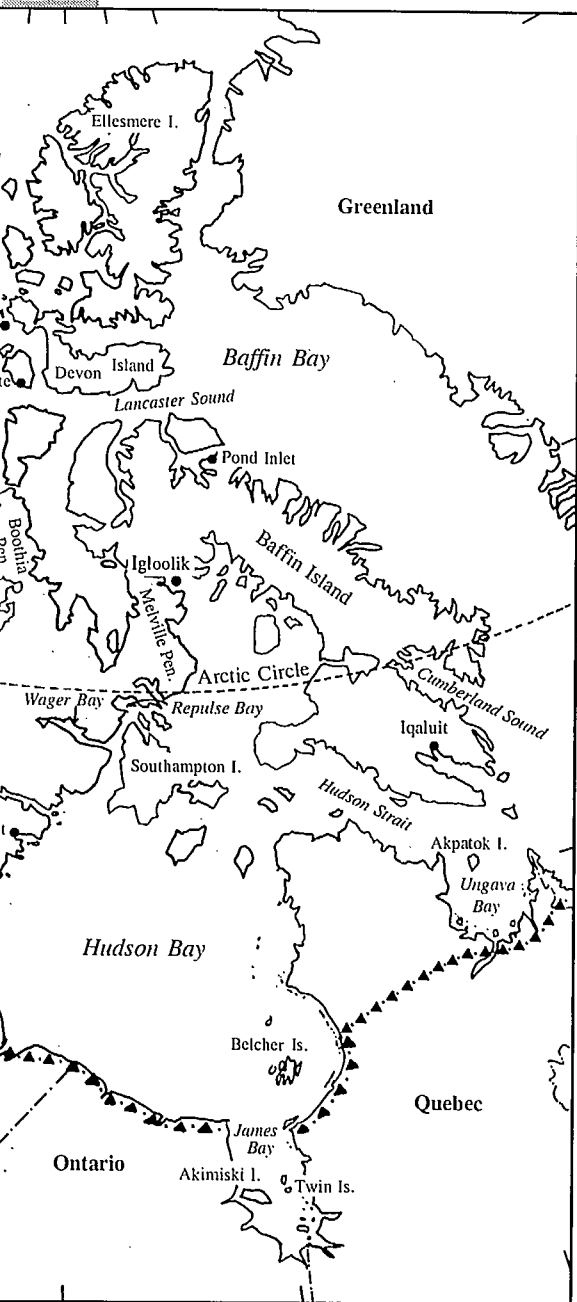 Ellesmere I.
Greenland
Baffin Bay
Devon Island
te
Lancaster Sound
Pond Inlet
Boothia
Pen.
Igloolik
Baffin Island
Melville Pen.
Arctic Circle
Wager Bay
Repulse Bay
Cumberland Sound
Iqaluit
Southampton I.
Hudson Strait
t
Akpatok I.
Ungava
Bay
Hudson Bay
Belcher Is.
Quebec
James
Bay
Ontario
Akimiski I.
Twin Is.